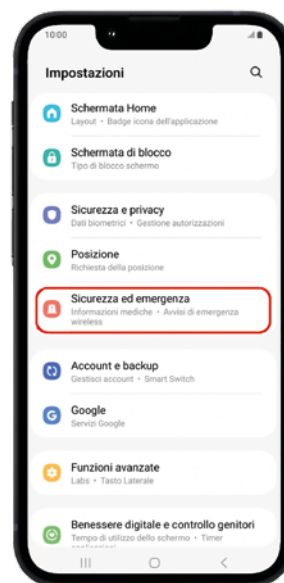 10:00
Impostazioni
Schermata Home
Layout • Badge icona dell'applicazione
Schermata di blocco
Tipo di blocco schermo
Sicurezza e privacy
Dati biometrici • Gestione autorizzazioni
Posizione
Richiesta della posizione
Sicurezza ed emergenza
Informazioni mediche • Avvisi di emergenza
wireless
Account e backup
Gestisci account • Smart Switch
Google
Servizi Google
Funzioni avanzate
Labs • Tasto Laterale
Benessere digitale e controllo genitori
Tempo di utilizzo dello schermo • Timer
applicazioni